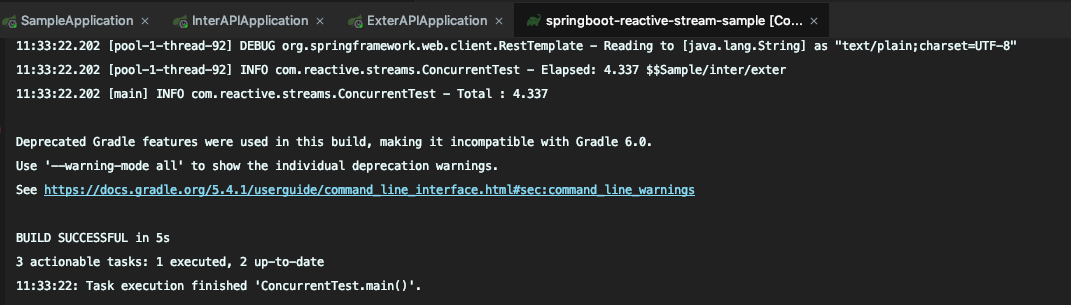 SampleApplication × InterAPIApplication × ExterAPIApplication × springboot-reactive-stream-sample [Co... ×
11:33:22.202 [pool-1-thread-92] DEBUG org.springframework.web.client.RestTemplate - Reading to [java.lang.String] as "text/plain;charset=UTF-8"
11:33:22.202 [pool-1-thread-92] INFO com.reactive.streams.ConcurrentTest - Elapsed: 4.337 $$Sample/inter/exter
11:33:22.202 [main] INFO com.reactive.streams.ConcurrentTest - Total : 4.337
Deprecated Gradle features were used in this build, making it incompatible with Gradle 6.0.
Use '--warning-mode all' to show the individual deprecation warnings.
See https://docs.gradle.org/5.4.1/userguide/command_line_interface.html#sec:command_line_warnings
BUILD SUCCESSFUL in 5s
3 actionable tasks: 1 executed, 2 up-to-date
11:33:22: Task execution finished 'ConcurrentTest.main()'.